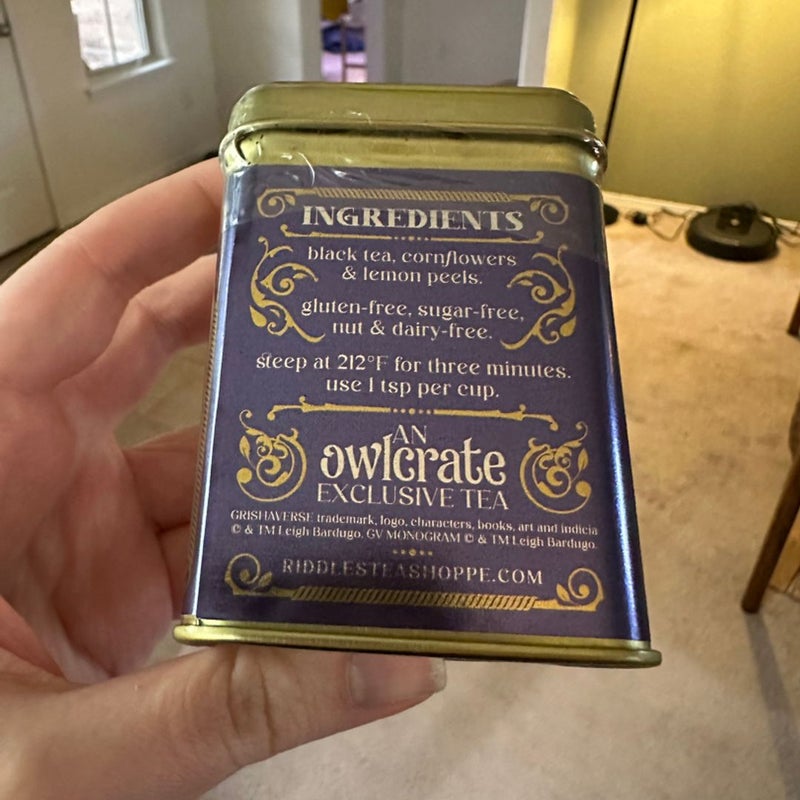 INGREDIENTS
black tea, cornflowers
& lemon peels.
gluten-free, sugar-free,
nut & dairy-free.
steep at 212°F for three minutes.
use 1 tsp per cup.
AN
owlcrate
EXCLUSIVE TEA
GRISHAVERSE trademark, logo, characters, books, art and indicia
© & TM Leigh Bardugo. GV MONOGRAM © & TM Leigh Bardugo.
RIDDLESTEASHOPPE.COM